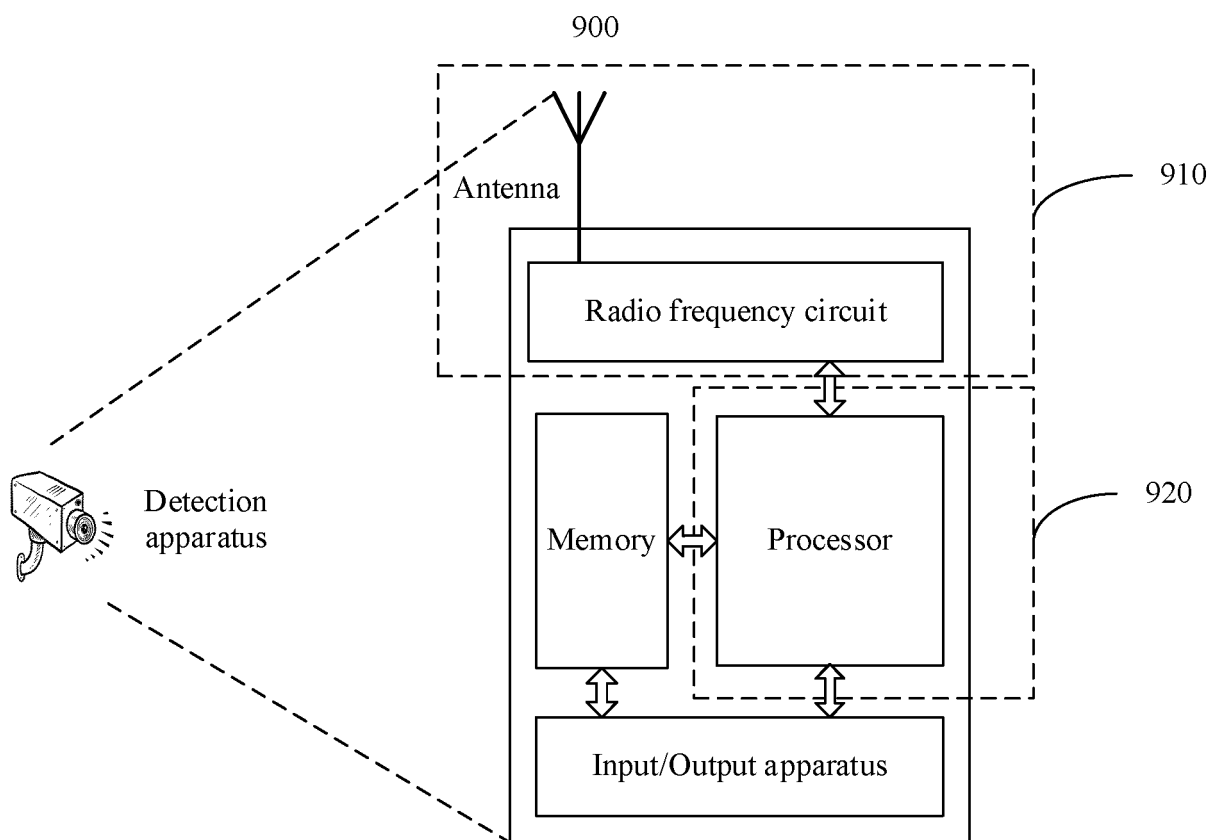 900
910
Antenna
Radio frequency circuit
Detection
apparatus
Memory
Processor
920
Input/Output apparatus